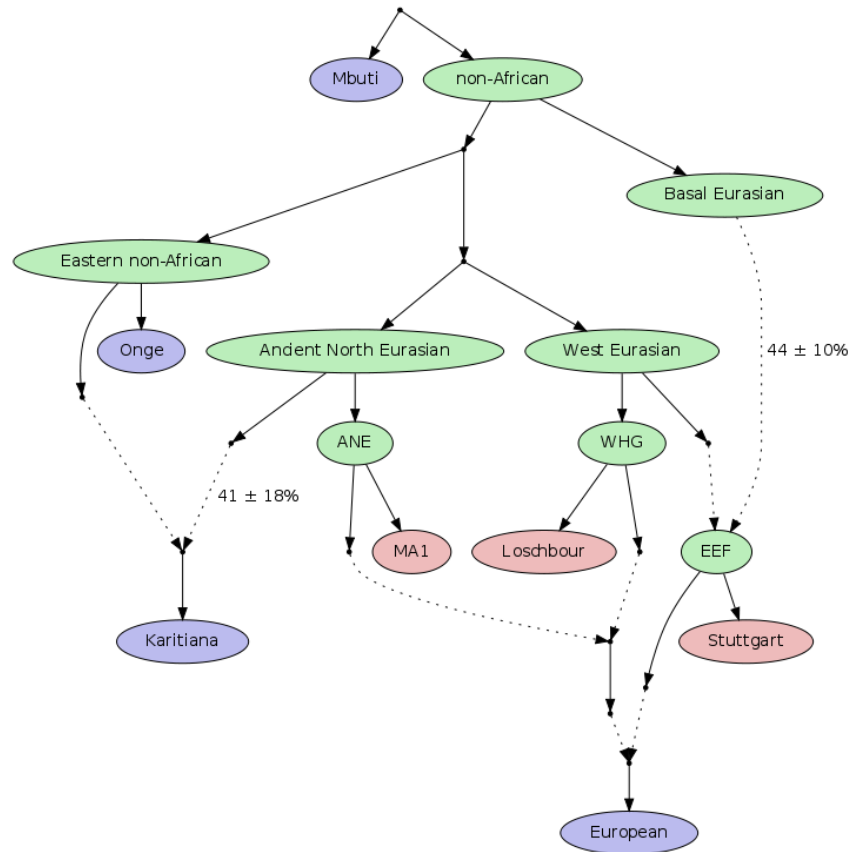 Mbuti
non-African
Basal Eurasian
Eastern non-African
Onge
Ancient North Eurasian
West Eurasian
44 ± 10%
ANE
WHG
41 ± 18%
MA1
Loschbour
EEF
Karitiana
Stuttgart
European